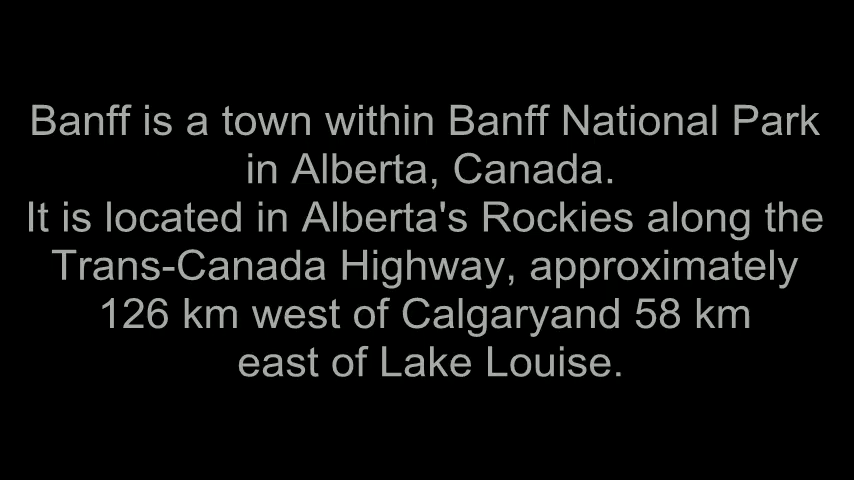 Banff is a town within Banff National Park
in Alberta, Canada.
It is located in Alberta's Rockies along the
Trans-Canada Highway, approximately
126 km west of Calgaryand 58 km
east of Lake Louise.